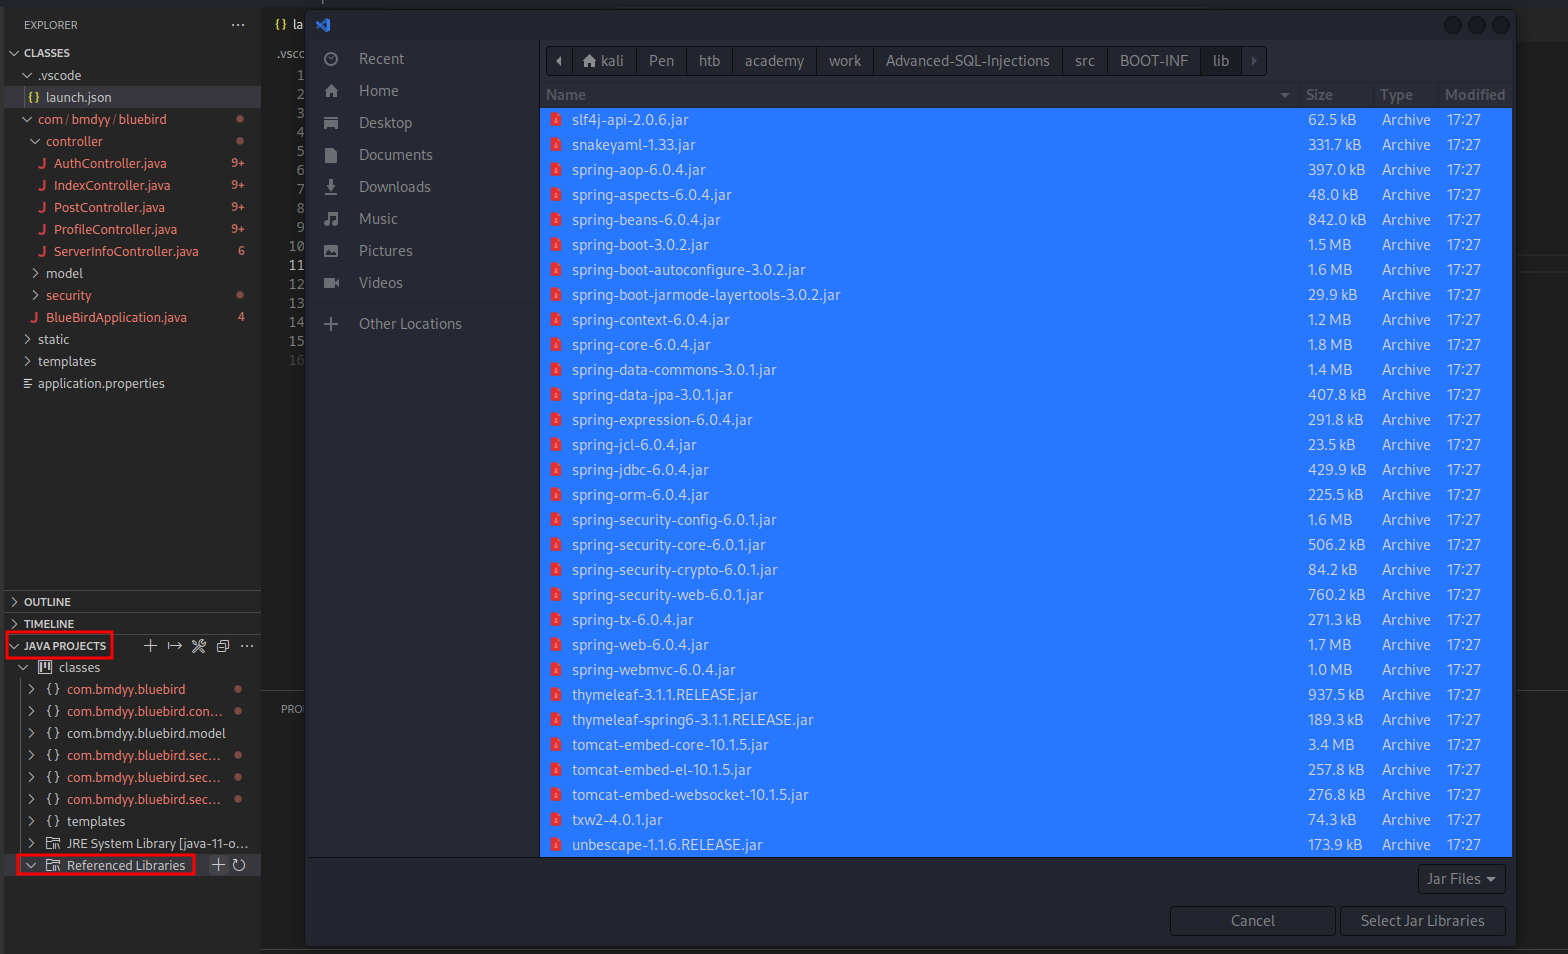 EXPLORER
CLASSES
.vscode
launch.json
com / bmdyy / bluebird
controller
AuthController.java 9+
IndexController.java 9+
PostController.java 9+
ProfileController.java 9+
ServerInfoController.java 6
model
security
BlueBirdApplication.java 4
static
templates
application.properties
OUTLINE
TIMELINE
JAVA PROJECTS
classes
com.bmdyy.bluebird
com.bmdyy.bluebird.con...
com.bmdyy.bluebird.model
com.bmdyy.bluebird.sec...
com.bmdyy.bluebird.sec...
com.bmdyy.bluebird.sec...
templates
JRE System Library [java-11-o...
Referenced Libraries
{} la
.vsco
1
2
3
4
5
6
7
8
9
10
11
12
13
14
15
16
PRO
Recent
Home
Desktop
Documents
Downloads
Music
Pictures
Videos
Other Locations
kali Pen htb academy work Advanced-SQL-Injections src BOOT-INF lib
Name Size Type Modified
slf4j-api-2.0.6.jar 62.5 kB Archive 17:27
snakeyaml-1.33.jar 331.7 kB Archive 17:27
spring-aop-6.0.4.jar 397.0 kB Archive 17:27
spring-aspects-6.0.4.jar 48.0 kB Archive 17:27
spring-beans-6.0.4.jar 842.0 kB Archive 17:27
spring-boot-3.0.2.jar 1.5 MB Archive 17:27
spring-boot-autoconfigure-3.0.2.jar 1.6 MB Archive 17:27
spring-boot-jarmode-layertools-3.0.2.jar 29.9 kB Archive 17:27
spring-context-6.0.4.jar 1.2 MB Archive 17:27
spring-core-6.0.4.jar 1.8 MB Archive 17:27
spring-data-commons-3.0.1.jar 1.4 MB Archive 17:27
spring-data-jpa-3.0.1.jar 407.8 kB Archive 17:27
spring-expression-6.0.4.jar 291.8 kB Archive 17:27
spring-jcl-6.0.4.jar 23.5 kB Archive 17:27
spring-jdbc-6.0.4.jar 429.9 kB Archive 17:27
spring-orm-6.0.4.jar 225.5 kB Archive 17:27
spring-security-config-6.0.1.jar 1.6 MB Archive 17:27
spring-security-core-6.0.1.jar 506.2 kB Archive 17:27
spring-security-crypto-6.0.1.jar 84.2 kB Archive 17:27
spring-security-web-6.0.1.jar 760.2 kB Archive 17:27
spring-tx-6.0.4.jar 271.3 kB Archive 17:27
spring-web-6.0.4.jar 1.7 MB Archive 17:27
spring-webmvc-6.0.4.jar 1.0 MB Archive 17:27
thymeleaf-3.1.1.RELEASE.jar 937.5 kB Archive 17:27
thymeleaf-spring6-3.1.1.RELEASE.jar 189.3 kB Archive 17:27
tomcat-embed-core-10.1.5.jar 3.4 MB Archive 17:27
tomcat-embed-el-10.1.5.jar 257.8 kB Archive 17:27
tomcat-embed-websocket-10.1.5.jar 276.8 kB Archive 17:27
txw2-4.0.1.jar 74.3 kB Archive 17:27
unbescape-1.1.6.RELEASE.jar 173.9 kB Archive 17:27
Jar Files
Cancel Select Jar Libraries